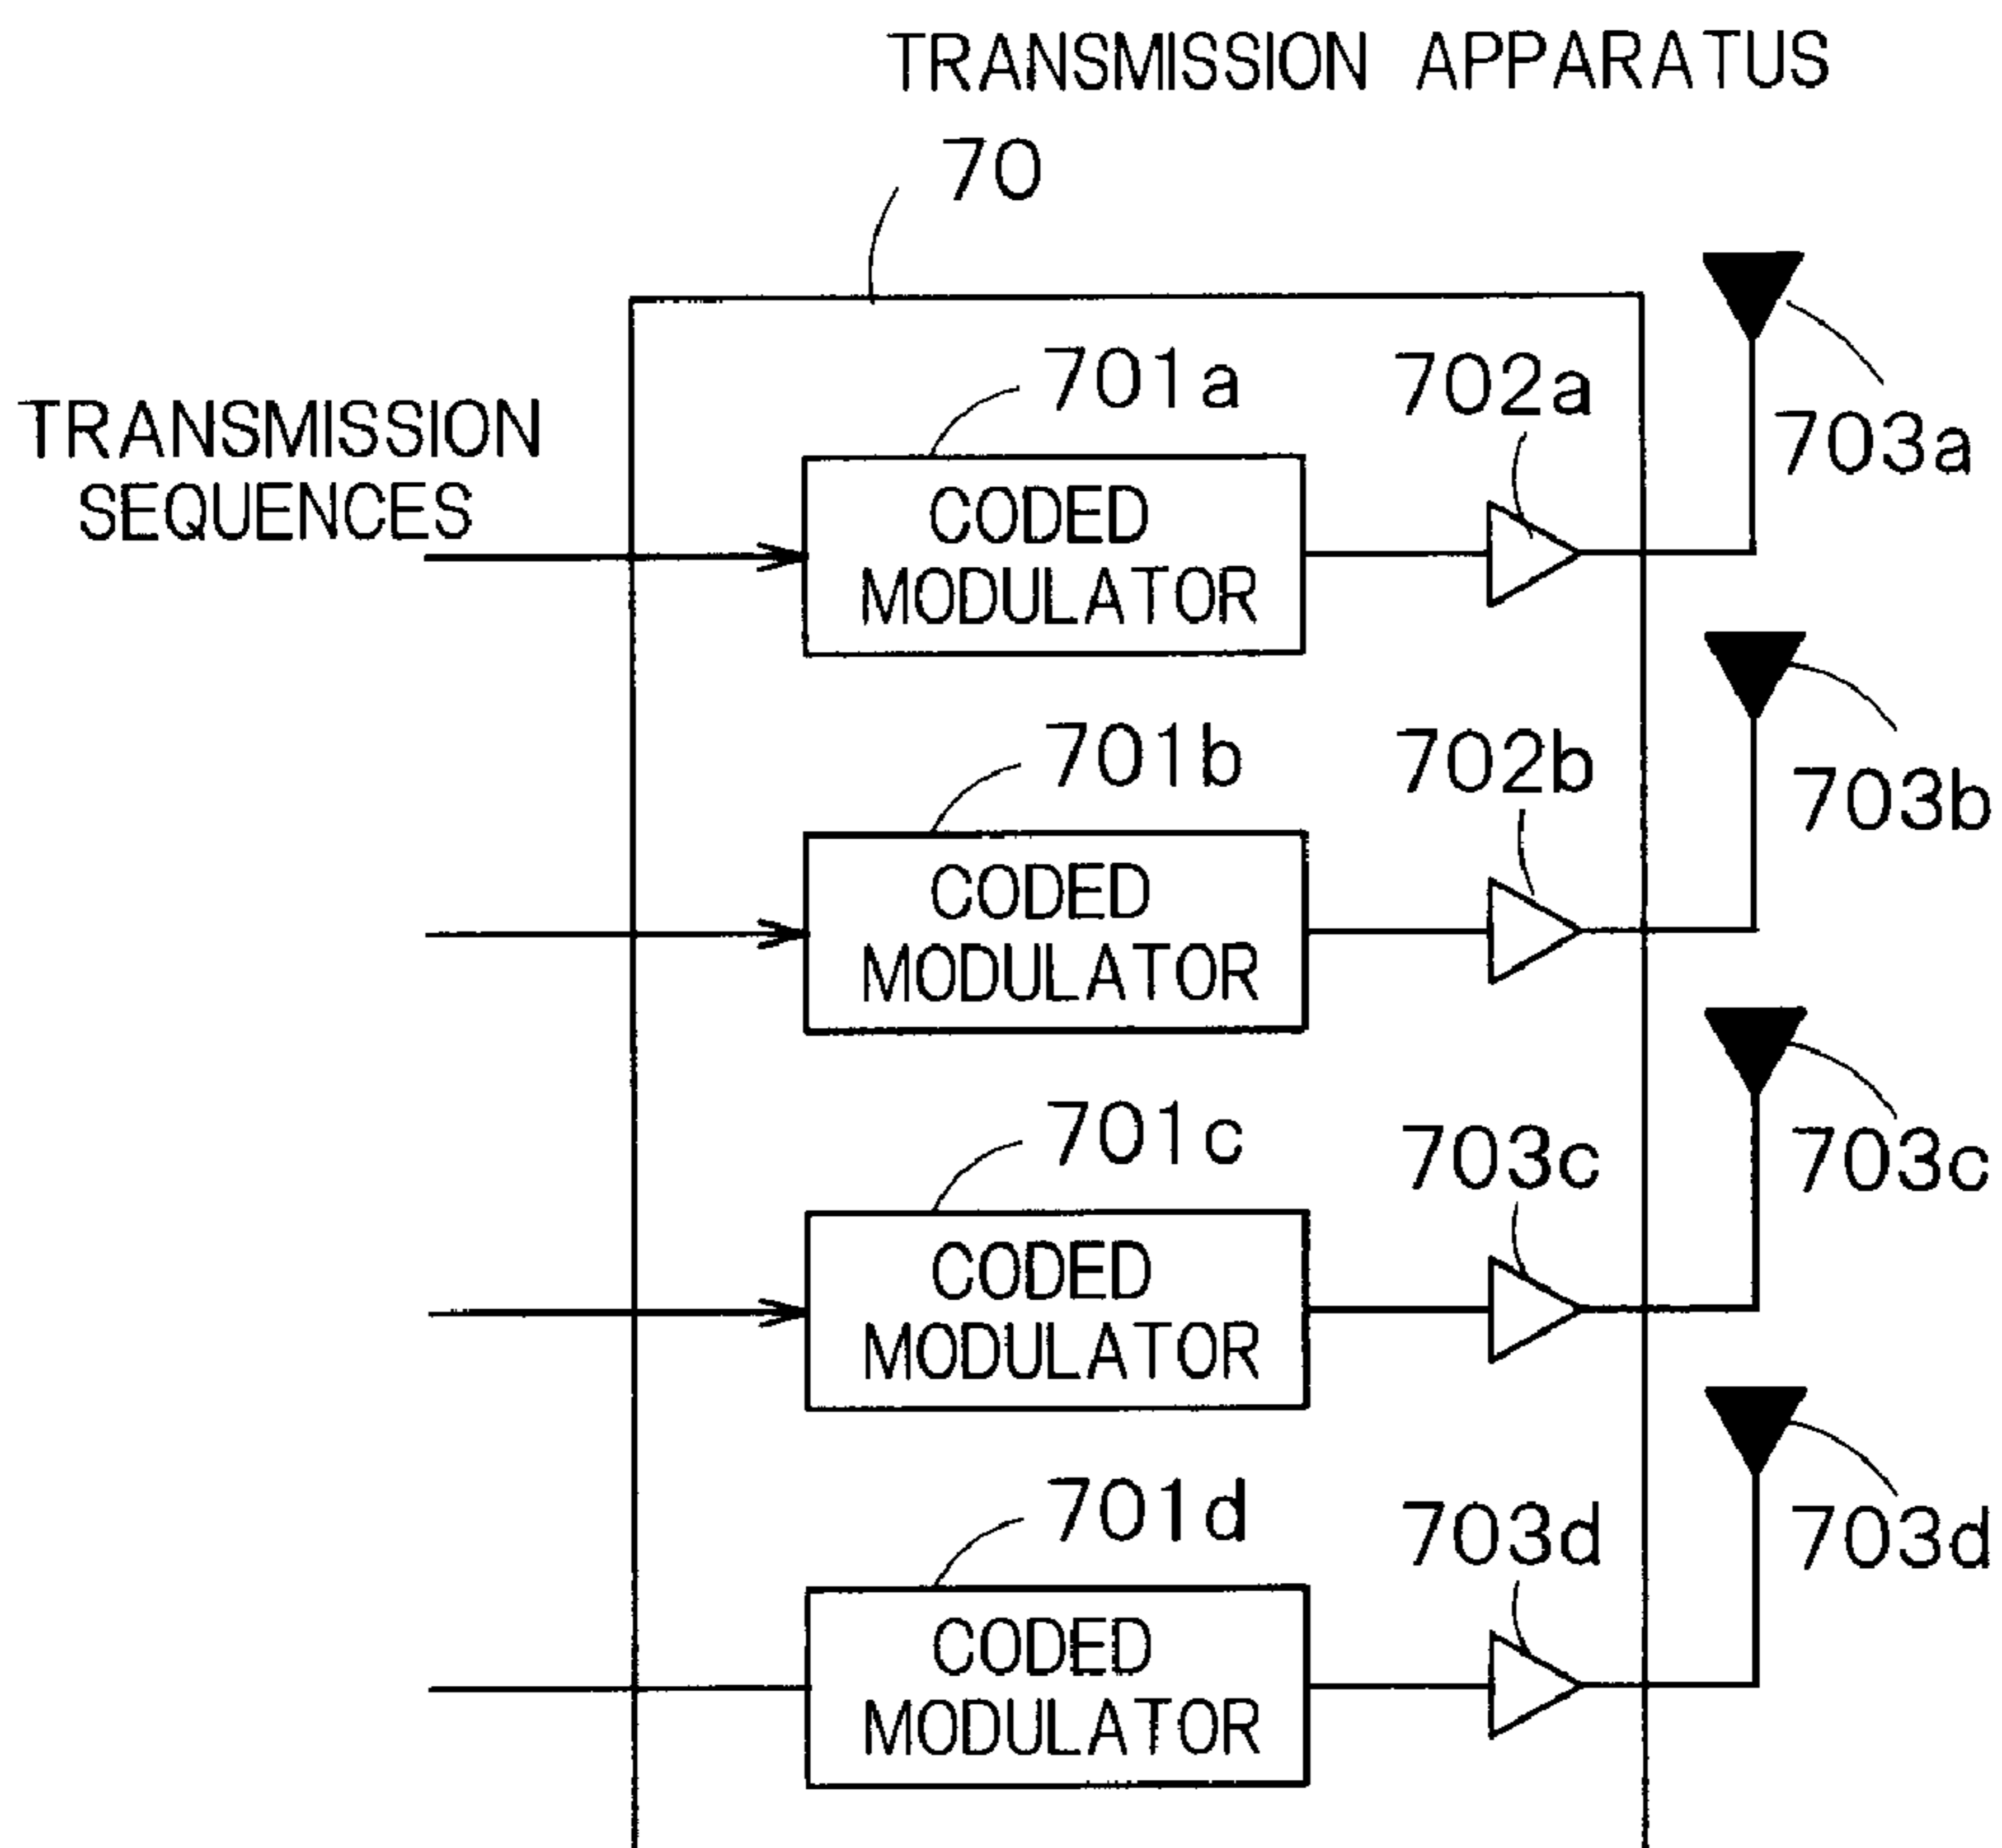 TRANSMISSION APPARATUS
70
TRANSMISSION
SEQUENCES
701a
702a
703a
CODED
MODULATOR
701b
702b
703b
CODED
MODULATOR
701c
703c
703c
CODED
MODULATOR
701d
703d
703d
CODED
MODULATOR